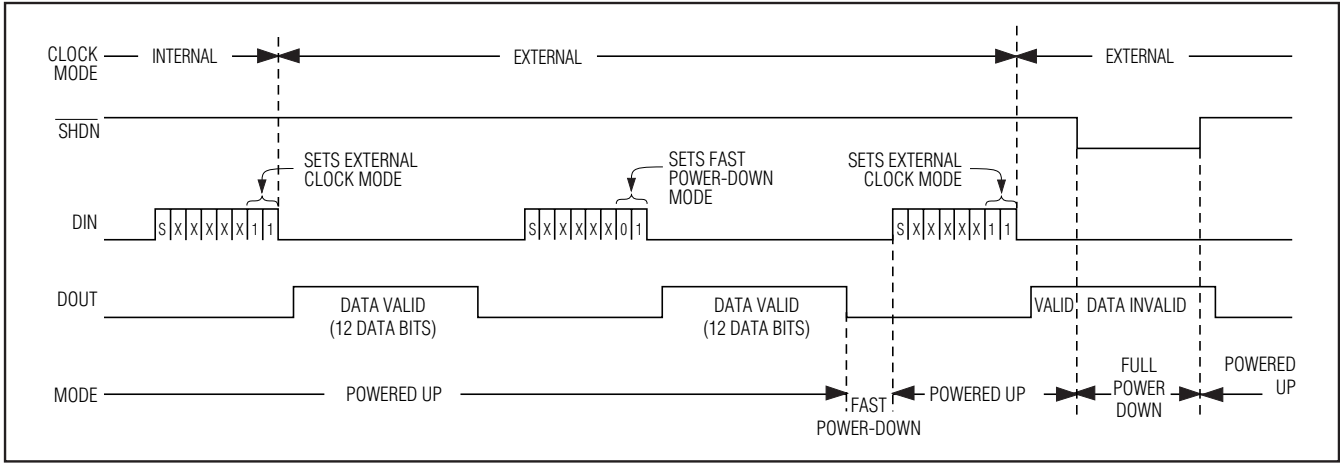 CLOCK
MODE
INTERNAL
EXTERNAL
EXTERNAL
SHDN
SETS EXTERNAL
CLOCK MODE
SETS FAST
POWER-DOWN
MODE
SETS EXTERNAL
CLOCK MODE
DIN
S X X X X X 1 1
S X X X X X 0 1
S X X X X X 1 1
DOUT
DATA VALID
(12 DATA BITS)
DATA VALID
(12 DATA BITS)
VALID
DATA INVALID
MODE
POWERED UP
FAST
POWER-DOWN
POWERED UP
FULL
POWER
DOWN
POWERED
UP